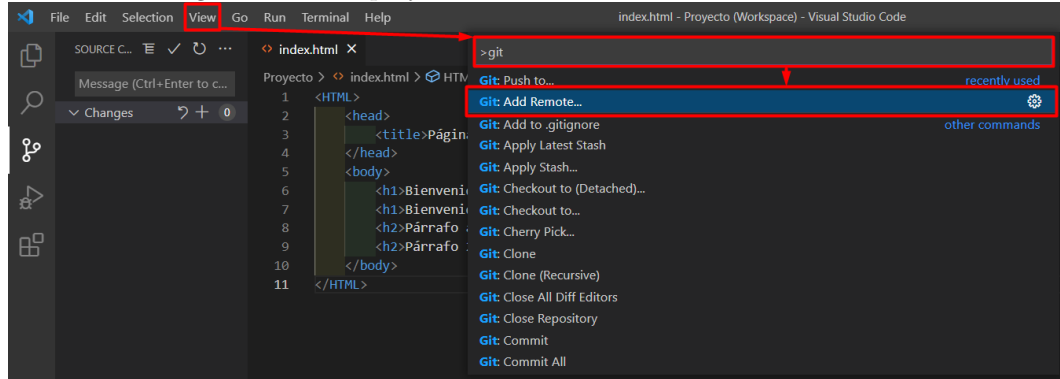 File Edit Selection View Go Run Terminal Help index.html - Proyecto (Workspace) - Visual Studio Code
SOURCE C...
Message (Ctrl+Enter to c...
Changes 0
index.html
Proyecto > index.html > HTM
1 <HTML>
2 <head>
3 <title>Págin
4 </head>
5 <body>
6 <h1>Bienveni
7 <h1>Bienveni
8 <h2>Párrafo
9 <h2>Párrafo
10 </body>
11 </HTML>
>git
Git: Push to... recently used
Git: Add Remote...
Git: Add to .gitignore other commands
Git: Apply Latest Stash
Git: Apply Stash...
Git: Checkout to (Detached)...
Git: Checkout to...
Git: Cherry Pick...
Git: Clone
Git: Clone (Recursive)
Git: Close All Diff Editors
Git: Close Repository
Git: Commit
Git: Commit All